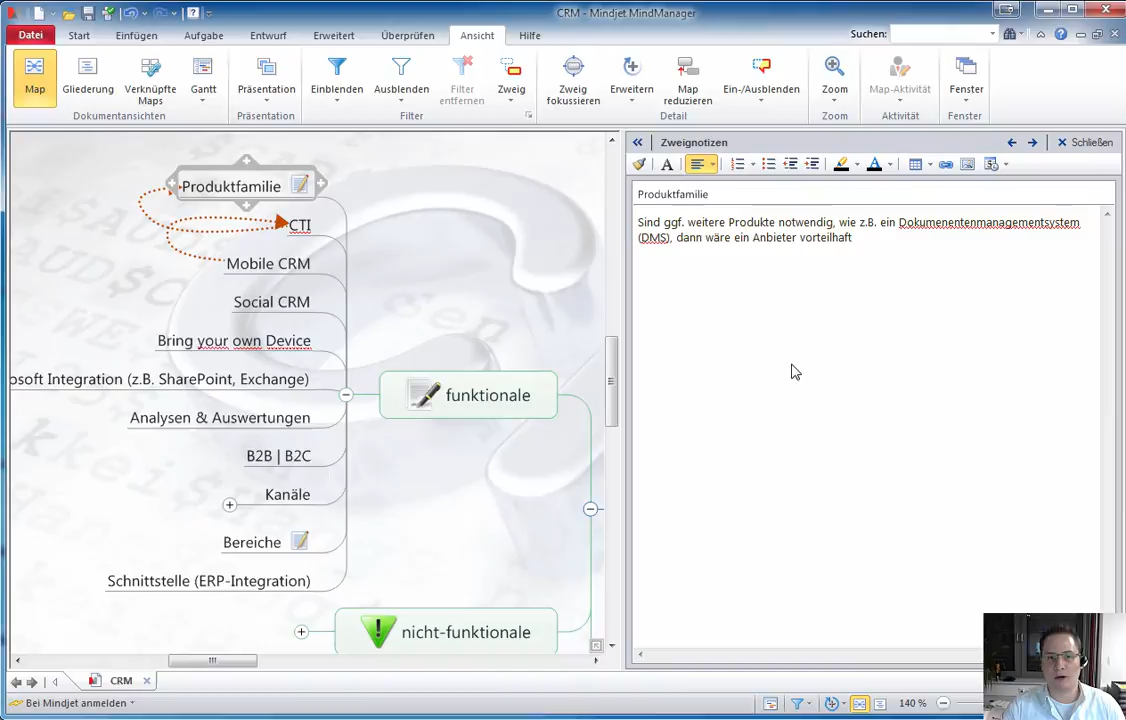 CRM - Mindjet MindManager
Datei Start Einfügen Aufgabe Entwurf Erweitert Überprüfen Ansicht Hilfe Suchen:
Map Gliederung Verknüpfte Maps Gantt Präsentation Einblenden Ausblenden Filter entfernen Zweig Zweig fokussieren Erweitern Map reduzieren Ein-/Ausblenden Zoom Map-Aktivität Fenster
Dokumentansichten Präsentation Filter Detail Zoom Aktivität Fenster
Zweignotizen Schließen
Produktfamilie
Sind ggf. weitere Produkte notwendig, wie z.B. ein Dokumenentenmanagementsystem
(DMS), dann wäre ein Anbieter vorteilhaft
Produktfamilie
CTI
Mobile CRM
Social CRM
Bring your own Device
osoft Integration (z.B. SharePoint, Exchange)
Analysen & Auswertungen
B2B | B2C
Kanäle
Bereiche
Schnittstelle (ERP-Integration)
funktionale
nicht-funktionale
CRM
Bei Mindjet anmelden
140 %